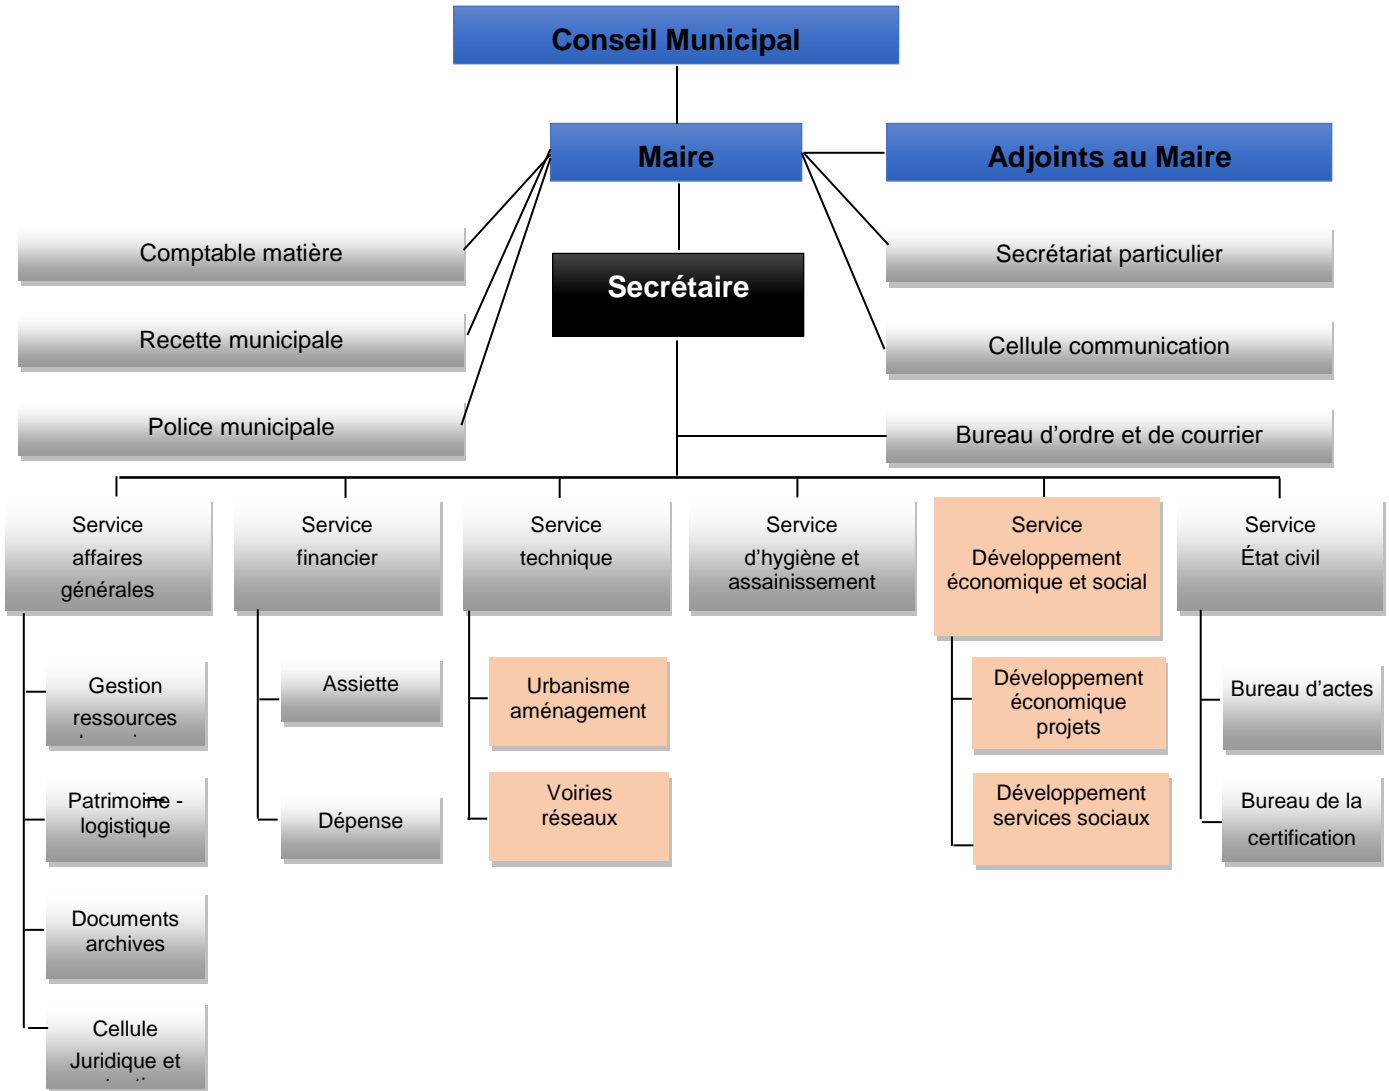 Conseil Municipal
Maire
Adjoints au Maire
Comptable matière
Secrétariat particulier
Secrétaire
Recette municipale
Cellule communication
Police municipale
Bureau d’ordre et de courrier
Service
affaires
générales
Service
financier
Service
technique
Service
d’hygiène et
assainissement
Service
Développement
économique et social
Service
État civil
Gestion
ressources
Patrimoine -
logistique
Documents
archives
Cellule
Juridique et
Assiette
Dépense
Urbanisme
aménagement
Voiries
réseaux
Développement
économique
projets
Développement
services sociaux
Bureau d’actes
Bureau de la
certification